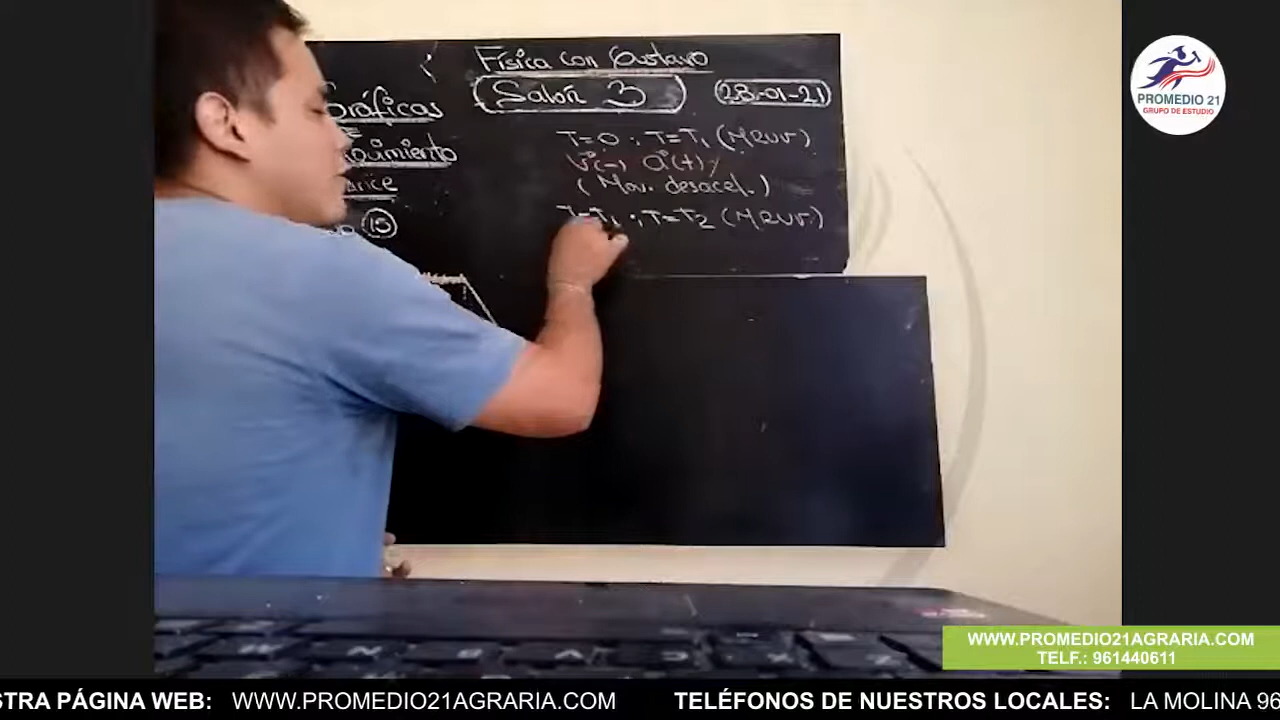 Física con Gustavo
Salón 3
(28-01-21)
Gráficas
T=0 ; T=T1 (MRUV)
V(-) a(+)
(Mov. desacel.)
T=T1 ; T=T2 (MRUV)
15
PROMEDIO 21
GRUPO DE ESTUDIO
WWW.PROMEDIO21AGRARIA.COM
TELF.: 961440611
STRA PÁGINA WEB: WWW.PROMEDIO21AGRARIA.COM TELÉFONOS DE NUESTROS LOCALES: LA MOLINA 96